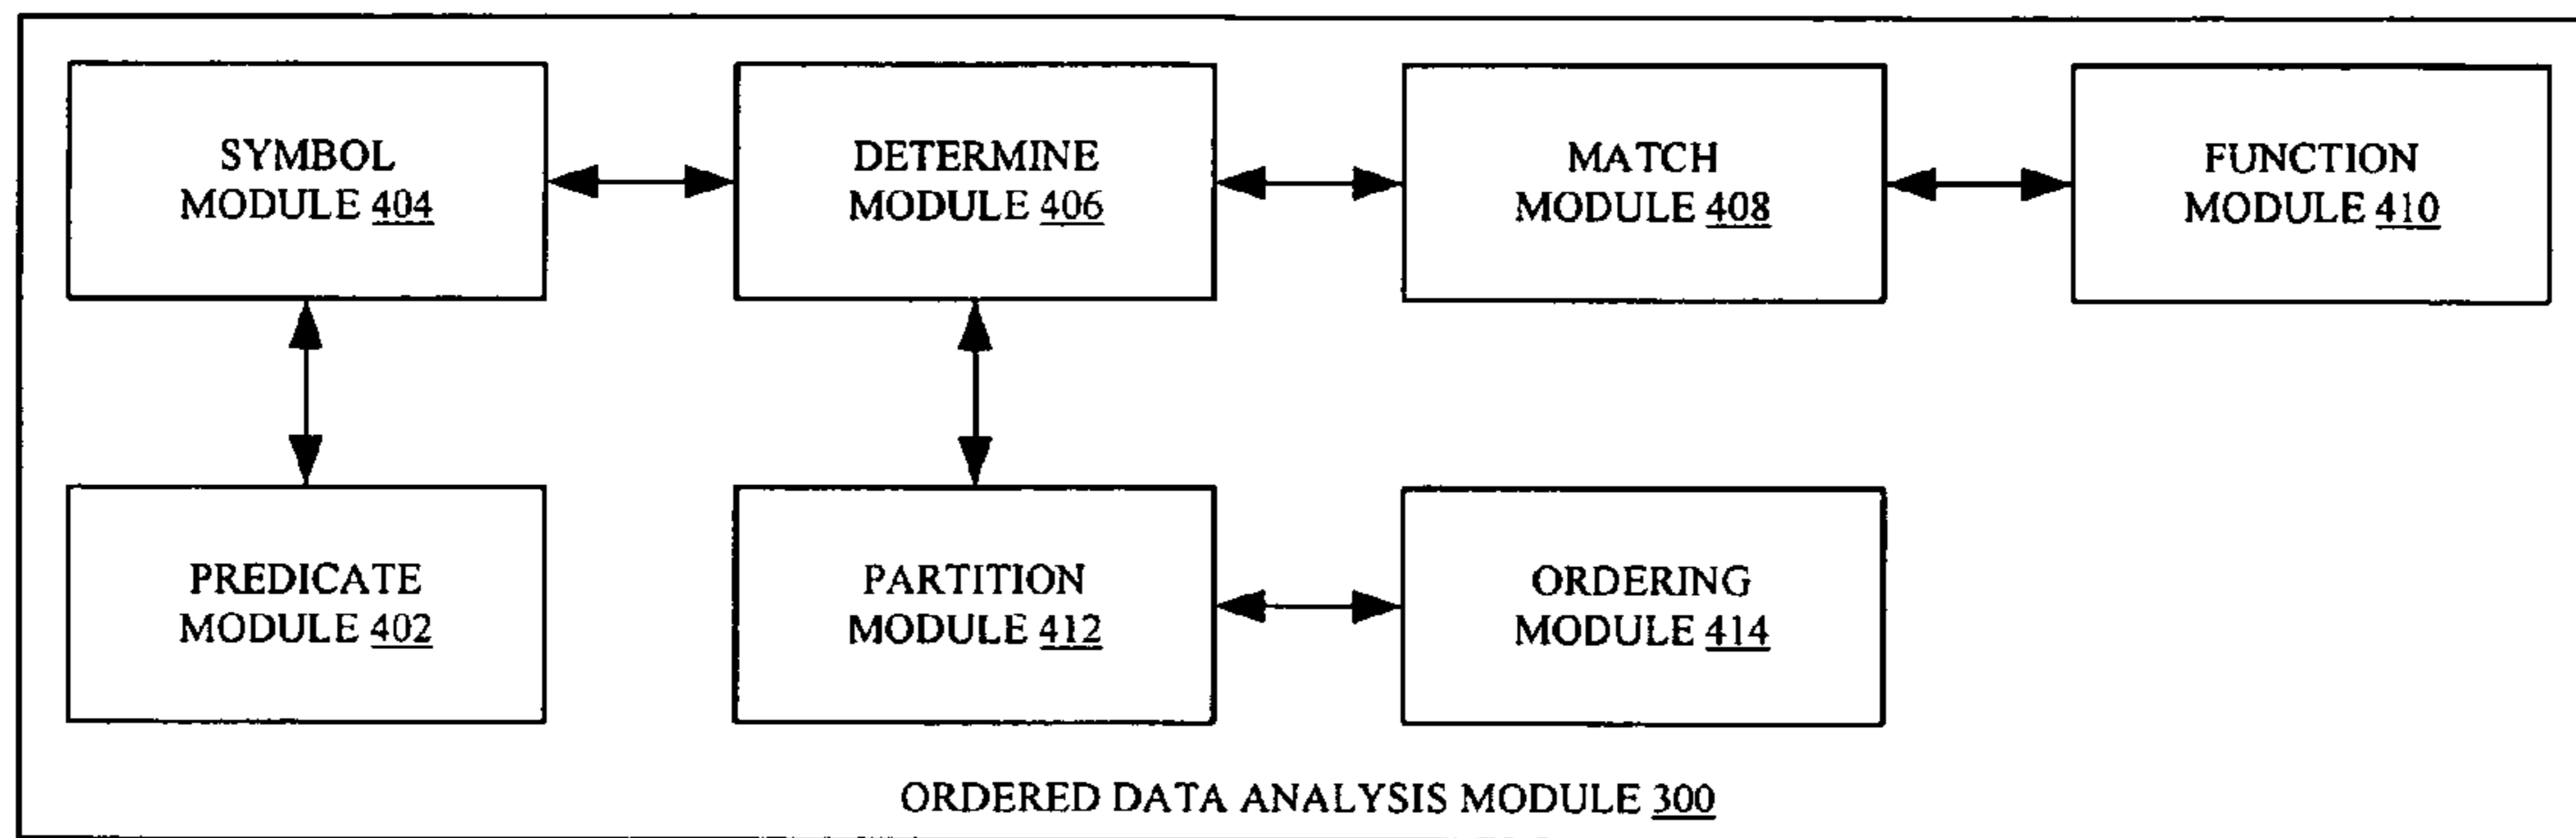 SYMBOL
MODULE 404
DETERMINE
MODULE 406
MATCH
MODULE 408
FUNCTION
MODULE 410
PREDICATE
MODULE 402
PARTITION
MODULE 412
ORDERING
MODULE 414
ORDERED DATA ANALYSIS MODULE 300